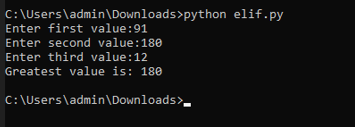 C:\Users\admin\Downloads>python elif.py
Enter first value:91
Enter second value:180
Enter third value:12
Greatest value is: 180
C:\Users\admin\Downloads>